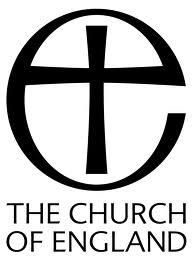 THE CHURCH
OF ENGLAND